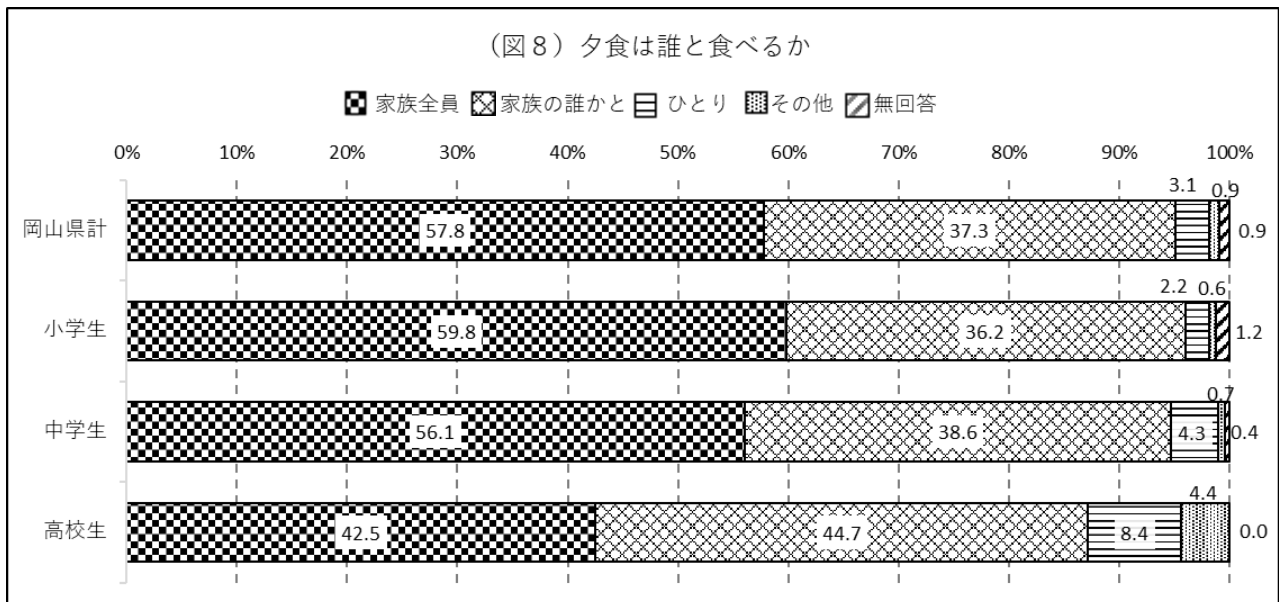 （図８）夕食は誰と食べるか
家族全員 家族の誰かと ひとり その他 無回答
0% 10% 20% 30% 40% 50% 60% 70% 80% 90% 100%
3.1 0.9
岡山県計 57.8 37.3 0.9
2.2 0.6
小学生 59.8 36.2 1.2
0.7
中学生 56.1 38.6 4.3 0.4
4.4
高校生 42.5 44.7 8.4 0.0